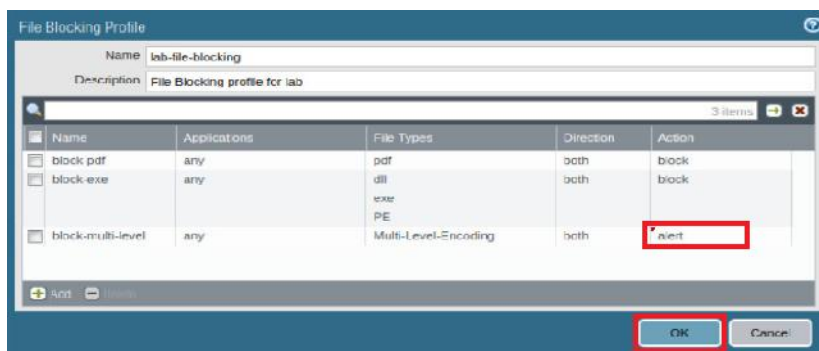 File Blocking Profile
Name lab-file-blocking
Description File Blocking profile for lab
3 items
Name Applications File Types Direction Action
block-pdf any pdf both block
block-exe any dll both block
exe
PE
block-multi-level any Multi-Level-Encoding both alert
Add
OK Cancel